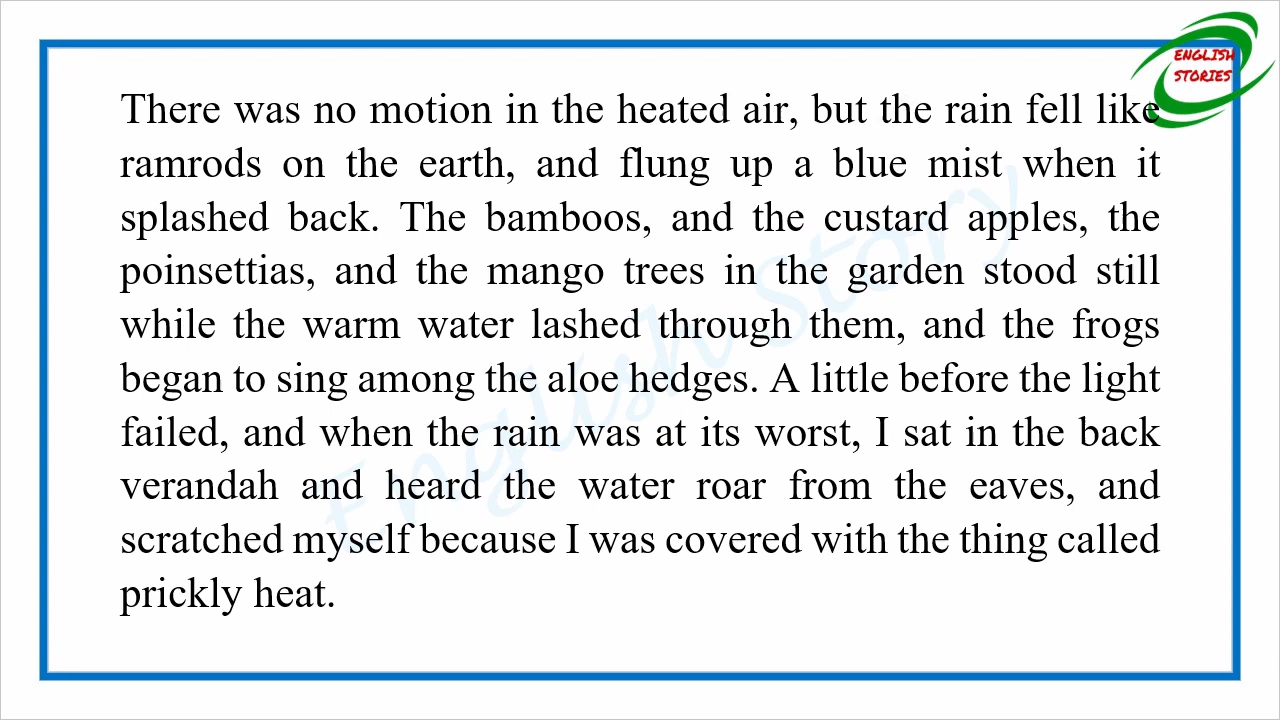 ENGLISH
STORIES
There was no motion in the heated air, but the rain fell like
ramrods on the earth, and flung up a blue mist when it
splashed back. The bamboos, and the custard apples, the
poinsettias, and the mango trees in the garden stood still
while the warm water lashed through them, and the frogs
began to sing among the aloe hedges. A little before the light
failed, and when the rain was at its worst, I sat in the back
verandah and heard the water roar from the eaves, and
scratched myself because I was covered with the thing called
prickly heat.
English Story